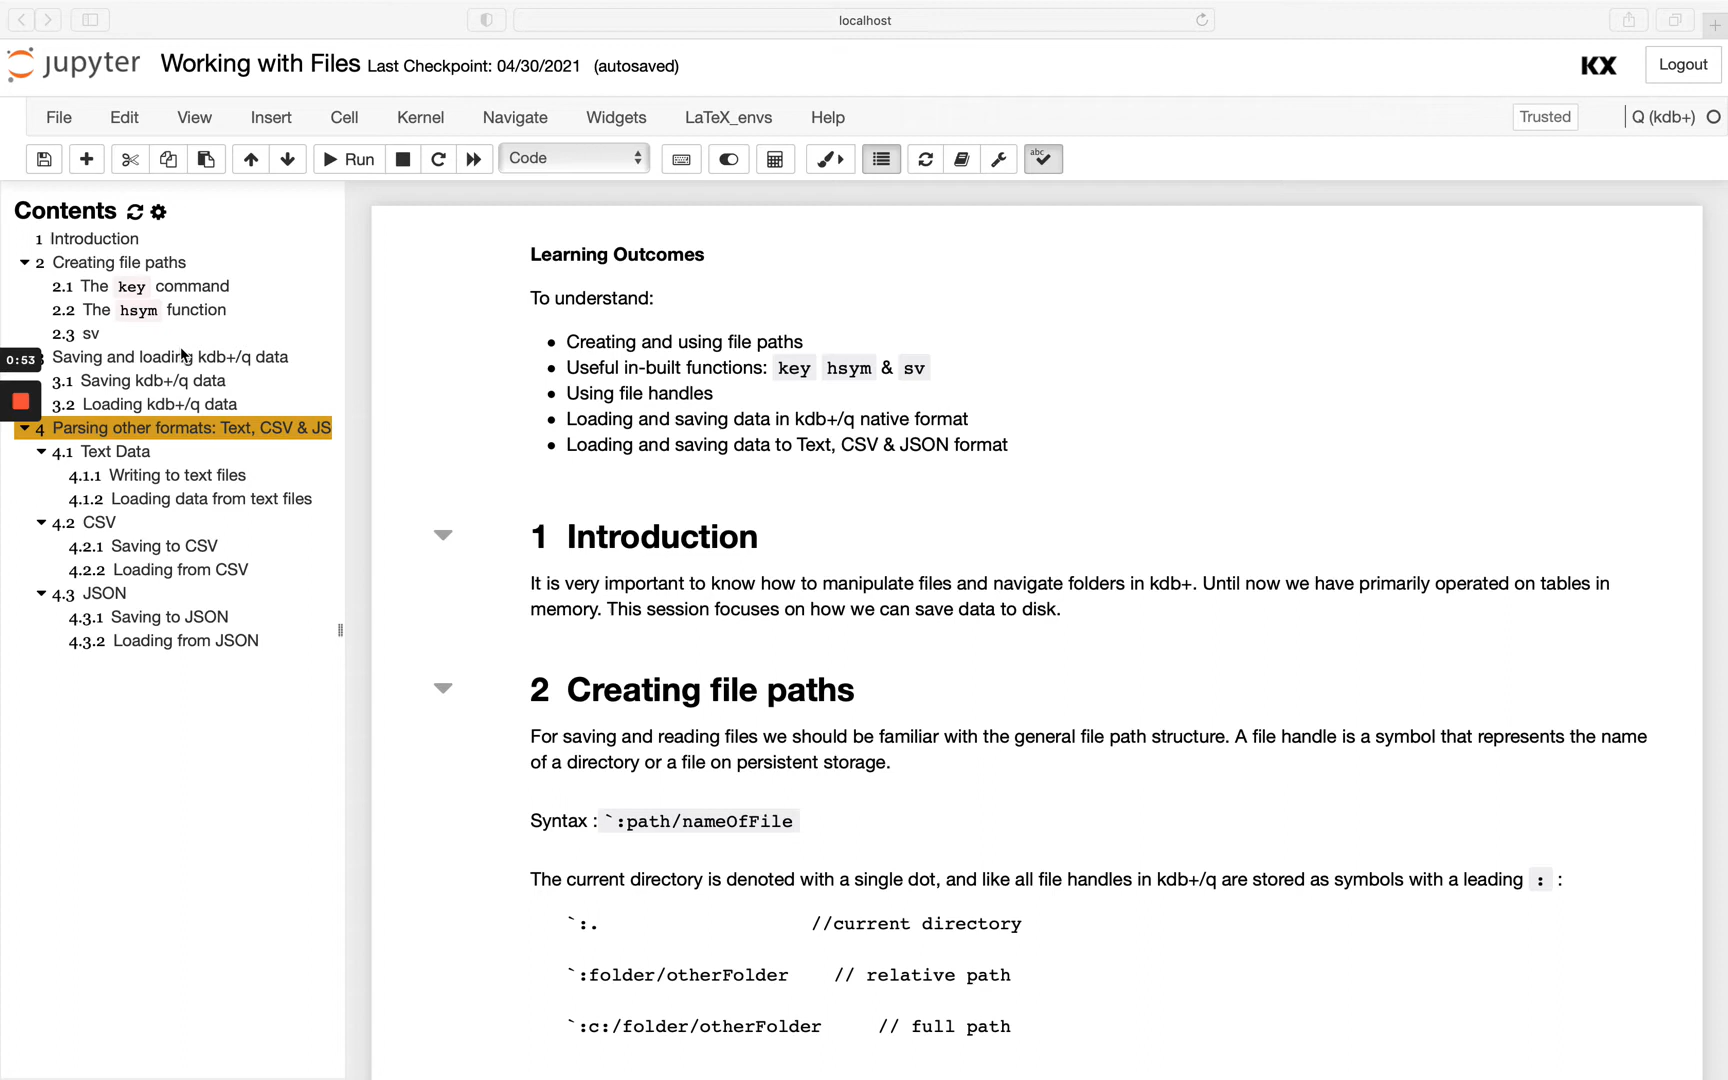 localhost
jupyter Working with Files Last Checkpoint: 04/30/2021 (autosaved) KX Logout
File Edit View Insert Cell Kernel Navigate Widgets LaTeX_envs Help Trusted Q (kdb+)
Run Code abc
Contents
1 Introduction
2 Creating file paths
2.1 The key command
2.2 The hsym function
2.3 sv
0:53
Saving and loading kdb+/q data
3.1 Saving kdb+/q data
3.2 Loading kdb+/q data
4 Parsing other formats: Text, CSV & JS
4.1 Text Data
4.1.1 Writing to text files
4.1.2 Loading data from text files
4.2 CSV
4.2.1 Saving to CSV
4.2.2 Loading from CSV
4.3 JSON
4.3.1 Saving to JSON
4.3.2 Loading from JSON
Learning Outcomes
To understand:
• Creating and using file paths
• Useful in-built functions: key hsym & sv
• Using file handles
• Loading and saving data in kdb+/q native format
• Loading and saving data to Text, CSV & JSON format
1 Introduction
It is very important to know how to manipulate files and navigate folders in kdb+. Until now we have primarily operated on tables in
memory. This session focuses on how we can save data to disk.
2 Creating file paths
For saving and reading files we should be familiar with the general file path structure. A file handle is a symbol that represents the name
of a directory or a file on persistent storage.
Syntax : `:path/nameOfFile
The current directory is denoted with a single dot, and like all file handles in kdb+/q are stored as symbols with a leading : :
`:. //current directory
`:folder/otherFolder // relative path
`:c:/folder/otherFolder // full path